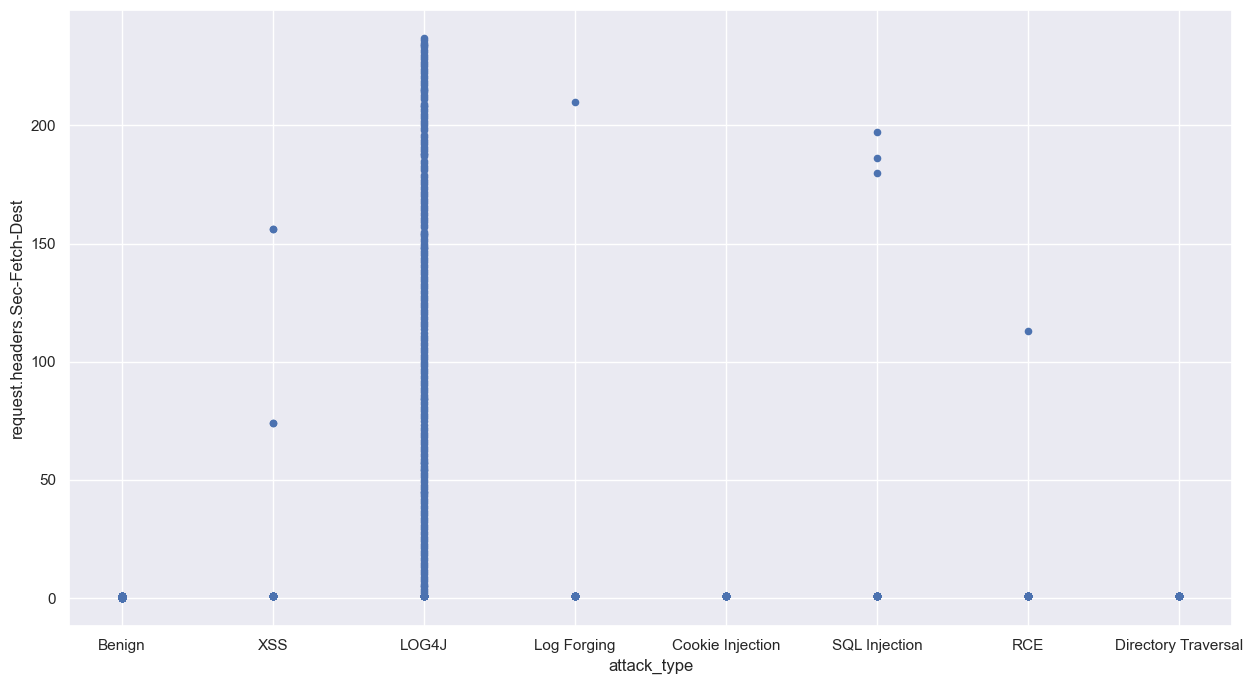 request.headers.Sec-Fetch-Dest
200
150
100
50
0
Benign XSS LOG4J Log Forging Cookie Injection SQL Injection RCE Directory Traversal
attack_type